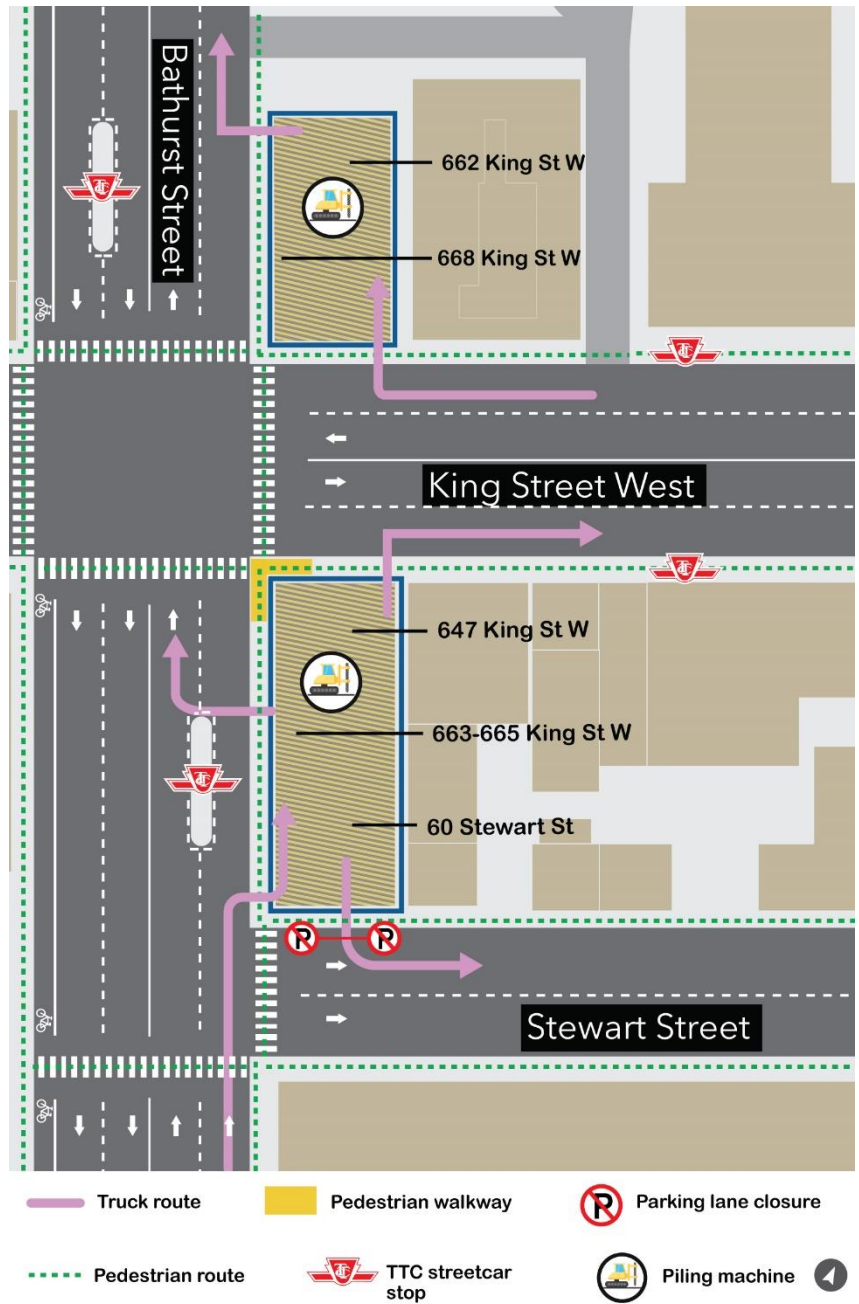 Bathurst Street
662 King St W
668 King St W
King Street West
647 King St W
663-665 King St W
60 Stewart St
P P
Stewart Street
Truck route
Pedestrian walkway
P Parking lane closure
Pedestrian route
TTC streetcar
stop
Piling machine